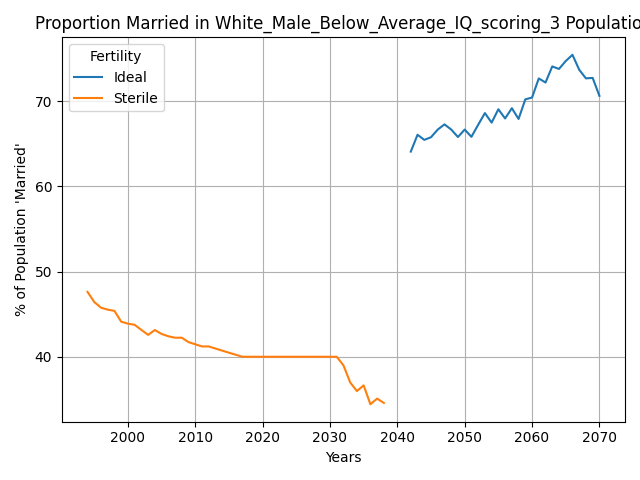 Proportion Married in White_Male_Below_Average_IQ_scoring_3 Populatio
Fertility
Ideal
Sterile
% of Population 'Married'
70
60
50
40
2000 2010 2020 2030 2040 2050 2060 2070
Years